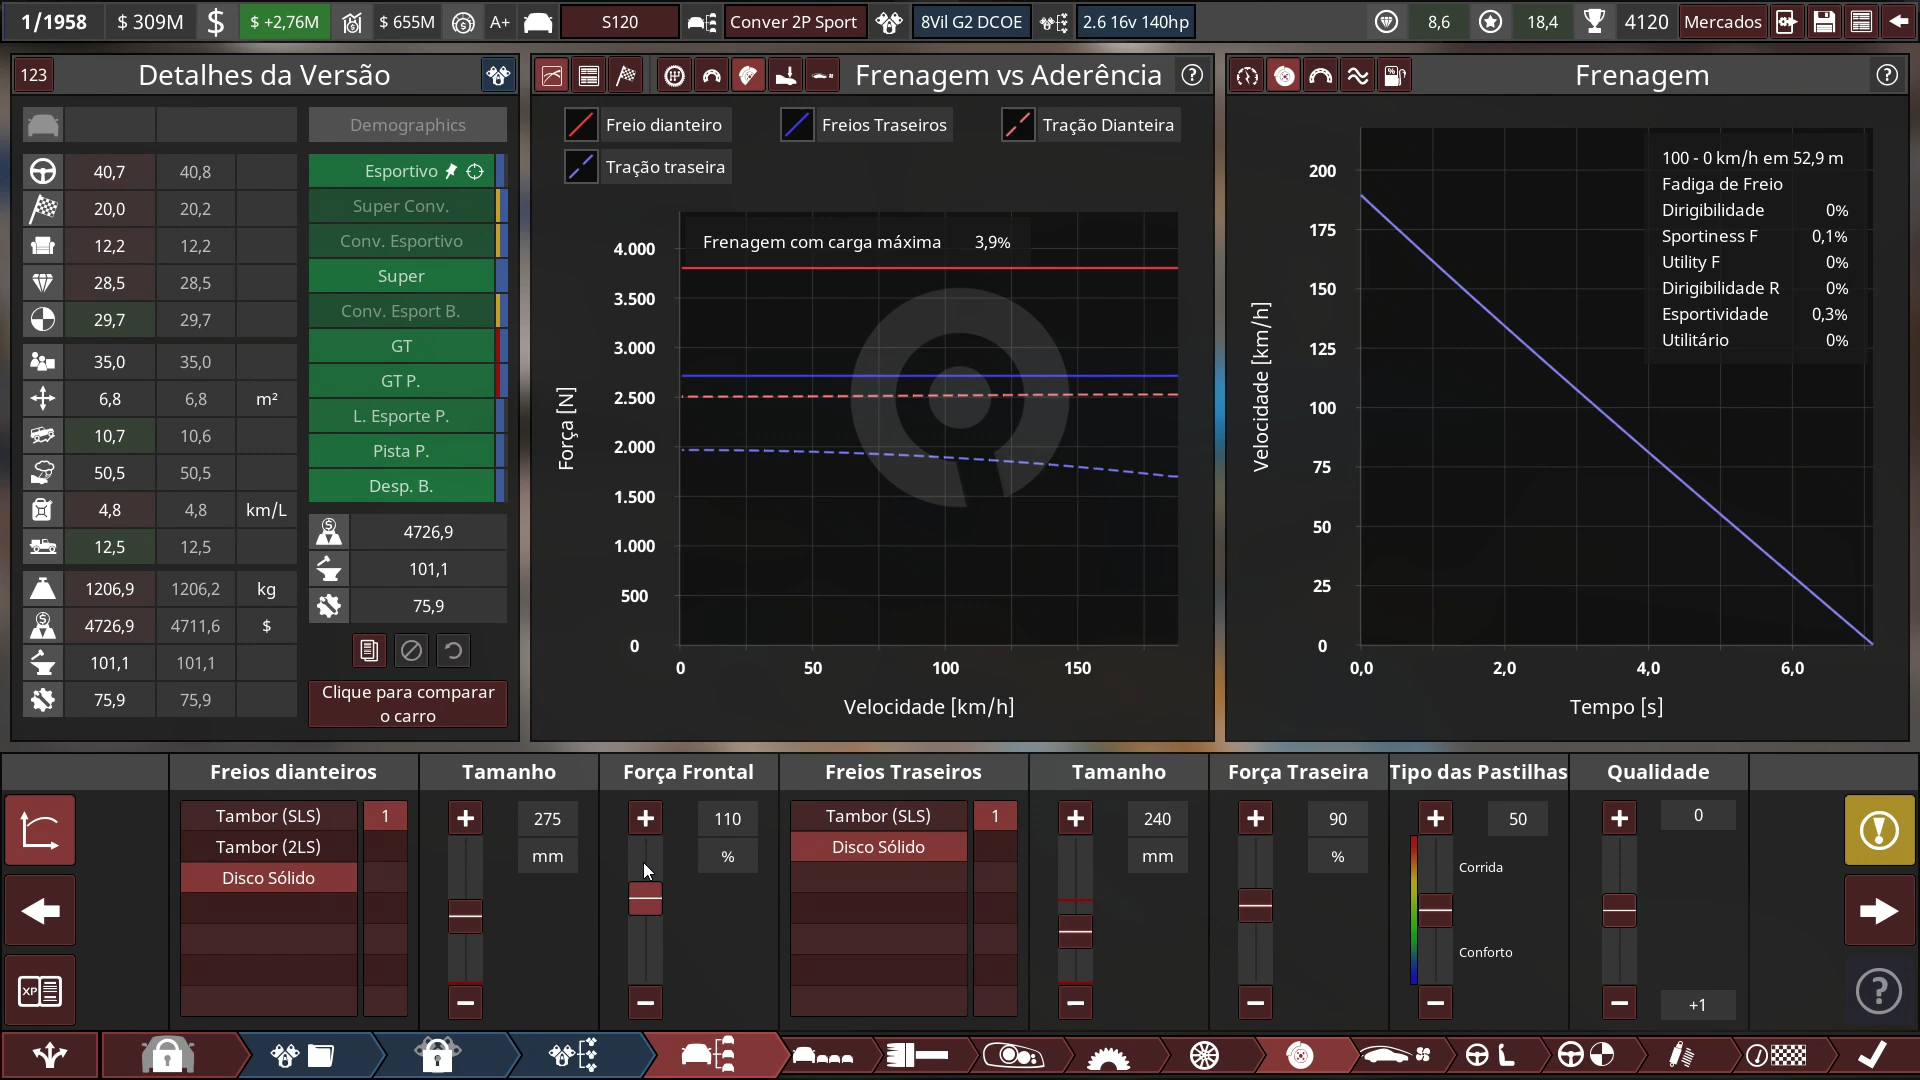 1/1958
$ 309M
$ +2,76M
$ 655M
A+
S120
Conver 2P Sport
8Vil G2 DCOE
2.6 16v 140hp
8,6
18,4
4120
Mercados
123
Detalhes da Versão
Demographics
40,7 40,8
20,0 20,2
12,2 12,2
28,5 28,5
29,7 29,7
35,0 35,0
6,8 6,8 m²
10,7 10,6
50,5 50,5
4,8 4,8 km/L
12,5 12,5
1206,9 1206,2 kg
4726,9 4711,6 $
101,1 101,1
75,9 75,9
Esportivo
Super Conv.
Conv. Esportivo
Super
Conv. Esport B.
GT
GT P.
L. Esporte P.
Pista P.
Desp. B.
4726,9
101,1
75,9
Clique para comparar
o carro
Frenagem vs Aderência
Freio dianteiro
Freios Traseiros
Tração Dianteira
Tração traseira
Frenagem com carga máxima 3,9%
4.000
3.500
3.000
2.500
2.000
1.500
1.000
500
0
Força [N]
0 50 100 150
Velocidade [km/h]
Frenagem
100 - 0 km/h em 52,9 m
Fadiga de Freio
Dirigibilidade 0%
Sportiness F 0,1%
Utility F 0%
Dirigibilidade R 0%
Esportividade 0,3%
Utilitário 0%
200
175
150
125
100
75
50
25
0
Velocidade [km/h]
0,0 2,0 4,0 6,0
Tempo [s]
Freios dianteiros
Tambor (SLS) 1
Tambor (2LS)
Disco Sólido
Tamanho
275
mm
Força Frontal
110
%
Freios Traseiros
Tambor (SLS) 1
Disco Sólido
Tamanho
240
mm
Força Traseira
90
%
Tipo das Pastilhas
50
Corrida
Conforto
Qualidade
0
+1
XP